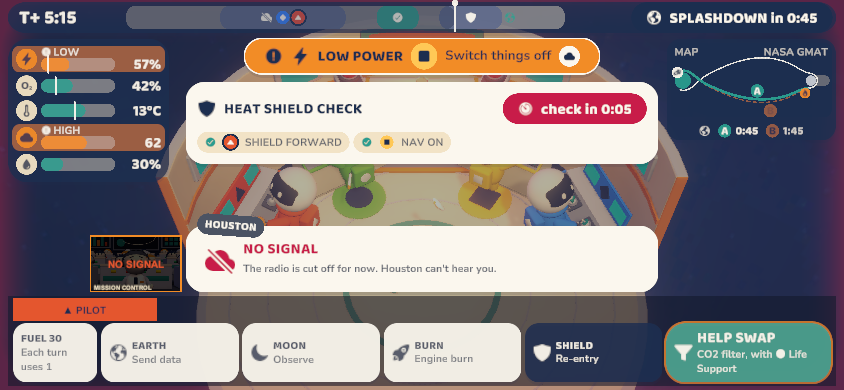 T+ 5:15
SPLASHDOWN in 0:45
LOW
57%
O₂
42%
13°C
HIGH
62
30%
LOW POWER
Switch things off
MAP
NASA GMAT
A
B
A 0:45
B 1:45
HEAT SHIELD CHECK
check in 0:05
SHIELD FORWARD
NAV ON
HOUSTON
NO SIGNAL
The radio is cut off for now. Houston can't hear you.
NO SIGNAL
MISSION CONTROL
▲ PILOT
FUEL 30
Each turn
uses 1
EARTH
Send data
MOON
Observe
BURN
Engine burn
SHIELD
Re-entry
HELP SWAP
CO2 filter, with Life
Support